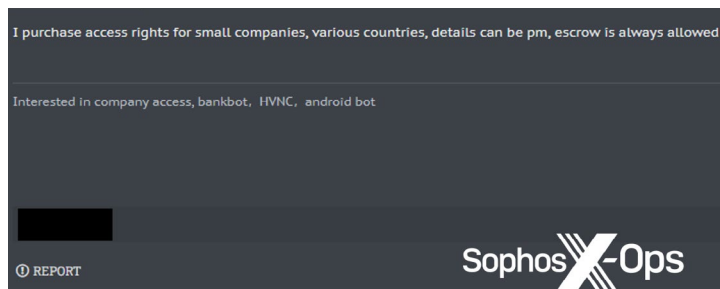 I purchase access rights for small companies, various countries, details can be pm, escrow is always allowed
Interested in company access, bankbot, HVNC, android bot
REPORT
Sophos X-Ops